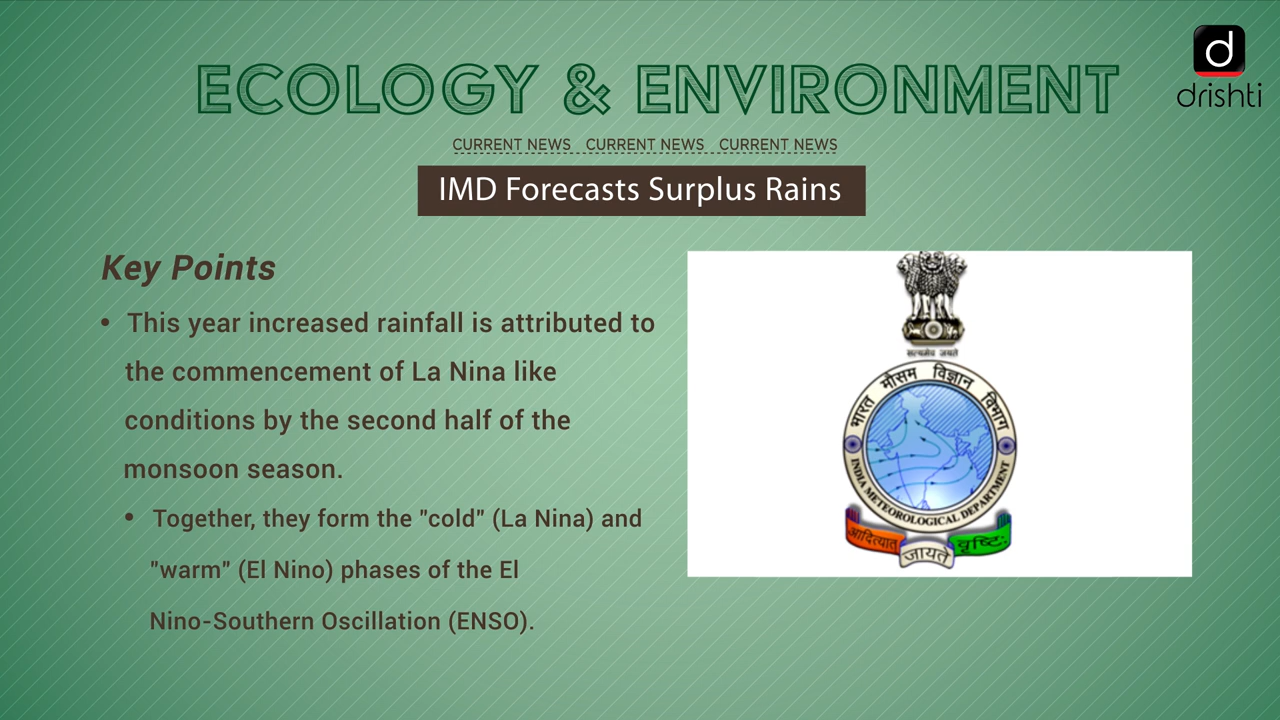 ECOLOGY & ENVIRONMENT
d
drishti
CURRENT NEWS CURRENT NEWS CURRENT NEWS
IMD Forecasts Surplus Rains
Key Points
• This year increased rainfall is attributed to
the commencement of La Nina like
conditions by the second half of the
monsoon season.
• Together, they form the "cold" (La Nina) and
"warm" (El Nino) phases of the El
Nino-Southern Oscillation (ENSO).
सत्यमेव जयते
भारत मौसम विज्ञान विभाग
INDIA METEOROLOGICAL DEPARTMENT
आदित्यात्
जायते
वृष्टिः